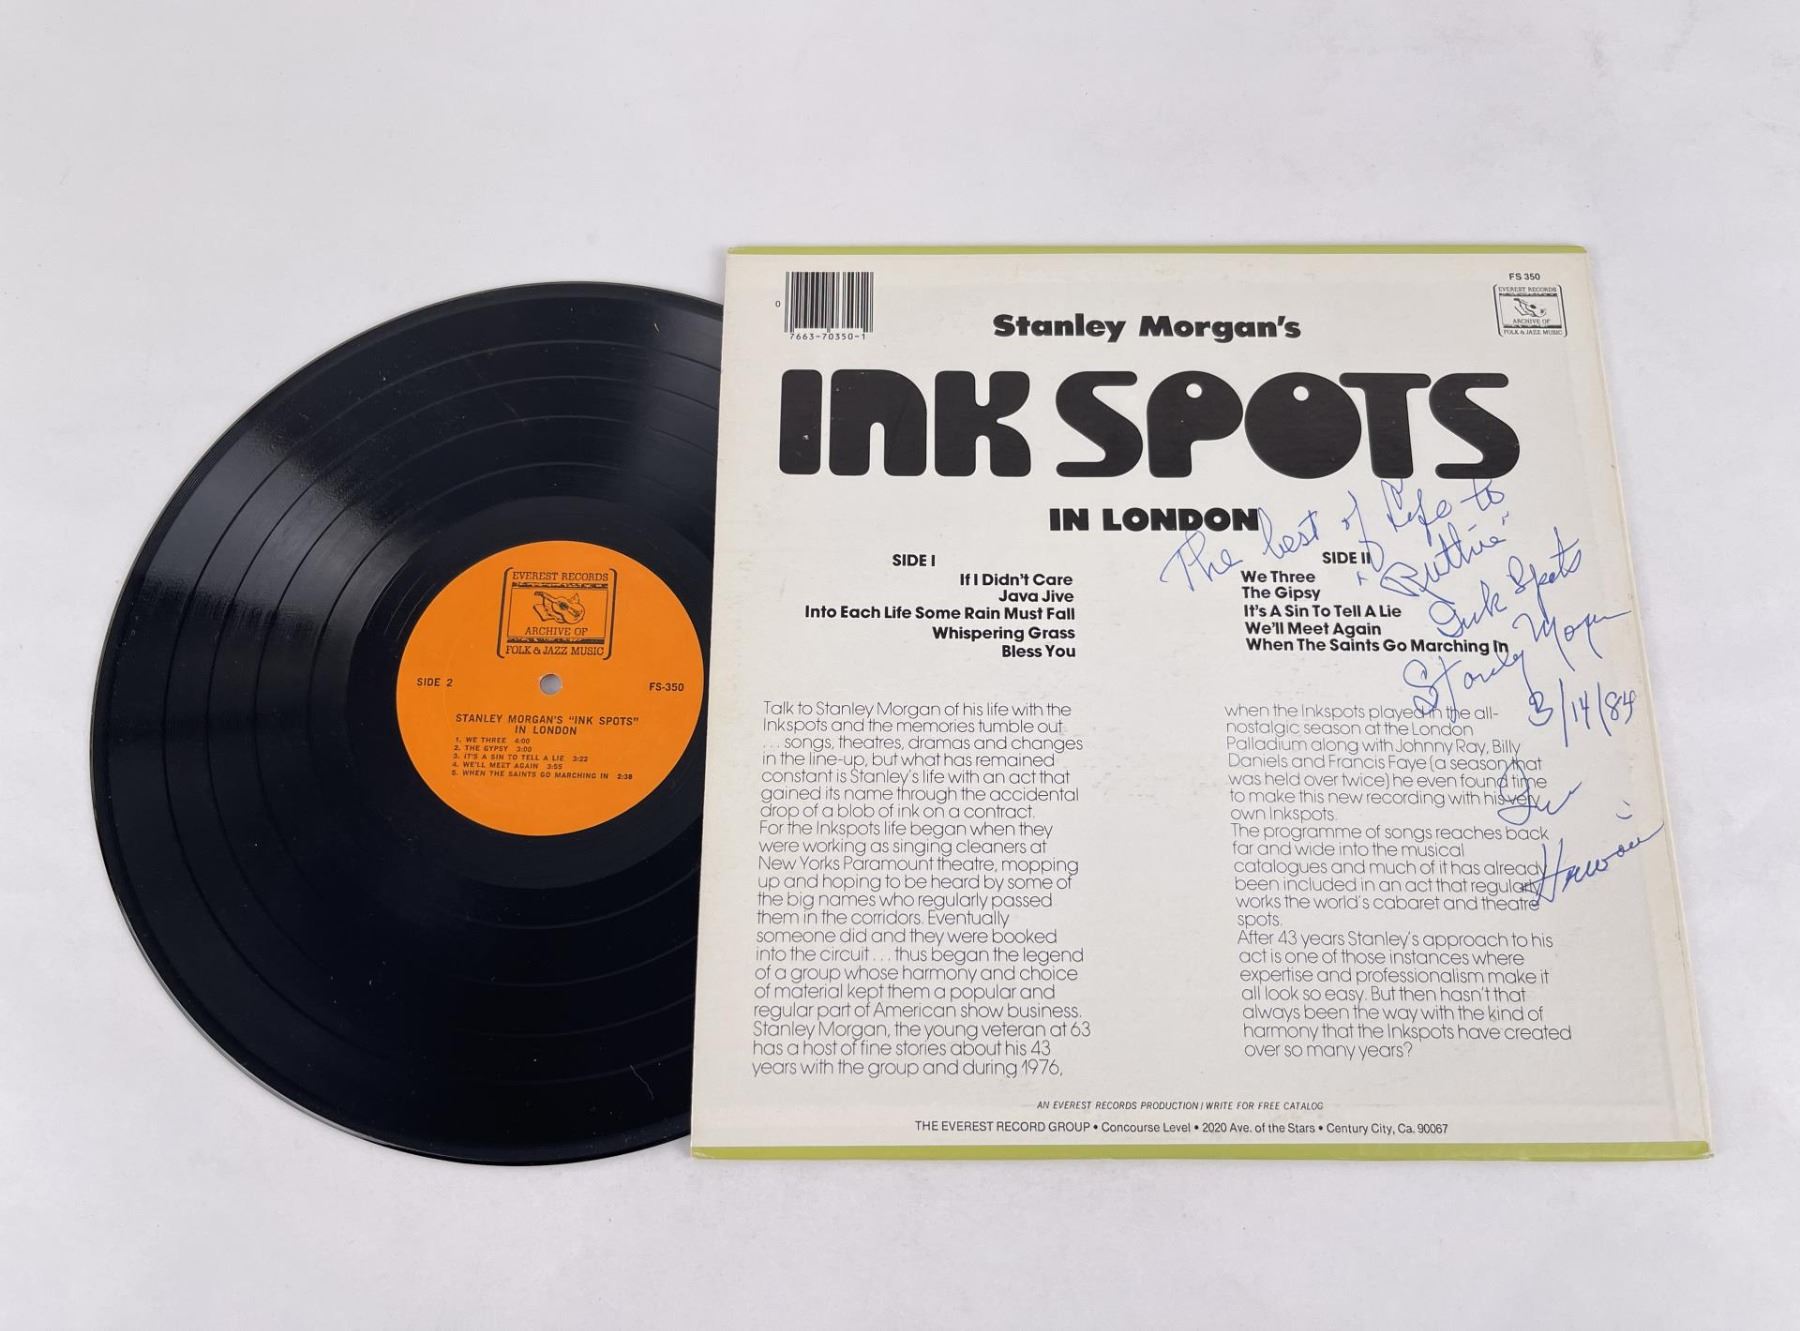 EVEREST RECORDS
ARCHIVE OF
FOLK & JAZZ MUSIC
SIDE 2
FS-350
STANLEY MORGAN'S "INK SPOTS"
IN LONDON
1. WE THREE 4:00
2. THE GYPSY 3:00
3. IT'S A SIN TO TELL A LIE 3:22
4. WE'LL MEET AGAIN 3:55
5. WHEN THE SAINTS GO MARCHING IN 2:38
0
7663-70350-1
FS 350
EVEREST RECORDS
ARCHIVE OF
FOLK & JAZZ MUSIC
Stanley Morgan's
INK SPOTS
IN LONDON
The best of Life to
"Ruthie"
Ink Spots
Stanley Morgan
3/14/84
In
Hawaii
SIDE I
If I Didn't Care
Java Jive
Into Each Life Some Rain Must Fall
Whispering Grass
Bless You
SIDE II
We Three
The Gipsy
It's A Sin To Tell A Lie
We'll Meet Again
When The Saints Go Marching In
Talk to Stanley Morgan of his life with the
Inkspots and the memories tumble out
... songs, theatres, dramas and changes
in the line-up, but what has remained
constant is Stanley's life with an act that
gained its name through the accidental
drop of a blob of ink on a contract.
For the Inkspots life began when they
were working as singing cleaners at
New Yorks Paramount theatre, mopping
up and hoping to be heard by some of
the big names who regularly passed
them in the corridors. Eventually
someone did and they were booked
into the circuit ... thus began the legend
of a group whose harmony and choice
of material kept them a popular and
regular part of American show business.
Stanley Morgan, the young veteran at 63
has a host of fine stories about his 43
years with the group and during 1976,
when the Inkspots played in the all-
nostalgic season at the London
Palladium along with Johnny Ray, Billy
Daniels and Francis Faye (a season that
was held over twice) he even found time
to make this new recording with his very
own Inkspots.
The programme of songs reaches back
far and wide into the musical
catalogues and much of it has already
been included in an act that regularly
works the world's cabaret and theatre
spots.
After 43 years Stanley's approach to his
act is one of those instances where
expertise and professionalism make it
all look so easy. But then hasn't that
always been the way with the kind of
harmony that the Inkspots have created
over so many years?
AN EVEREST RECORDS PRODUCTION / WRITE FOR FREE CATALOG
THE EVEREST RECORD GROUP • Concourse Level • 2020 Ave. of the Stars • Century City, Ca. 90067